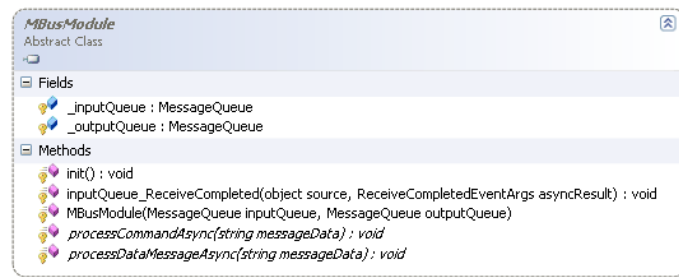 MBusModule
Abstract Class
Fields
_inputQueue : MessageQueue
_outputQueue : MessageQueue
Methods
init() : void
inputQueue_ReceiveCompleted(object source, ReceiveCompletedEventArgs asyncResult) : void
MBusModule(MessageQueue inputQueue, MessageQueue outputQueue)
processCommandAsync(string messageData) : void
processDataMessageAsync(string messageData) : void